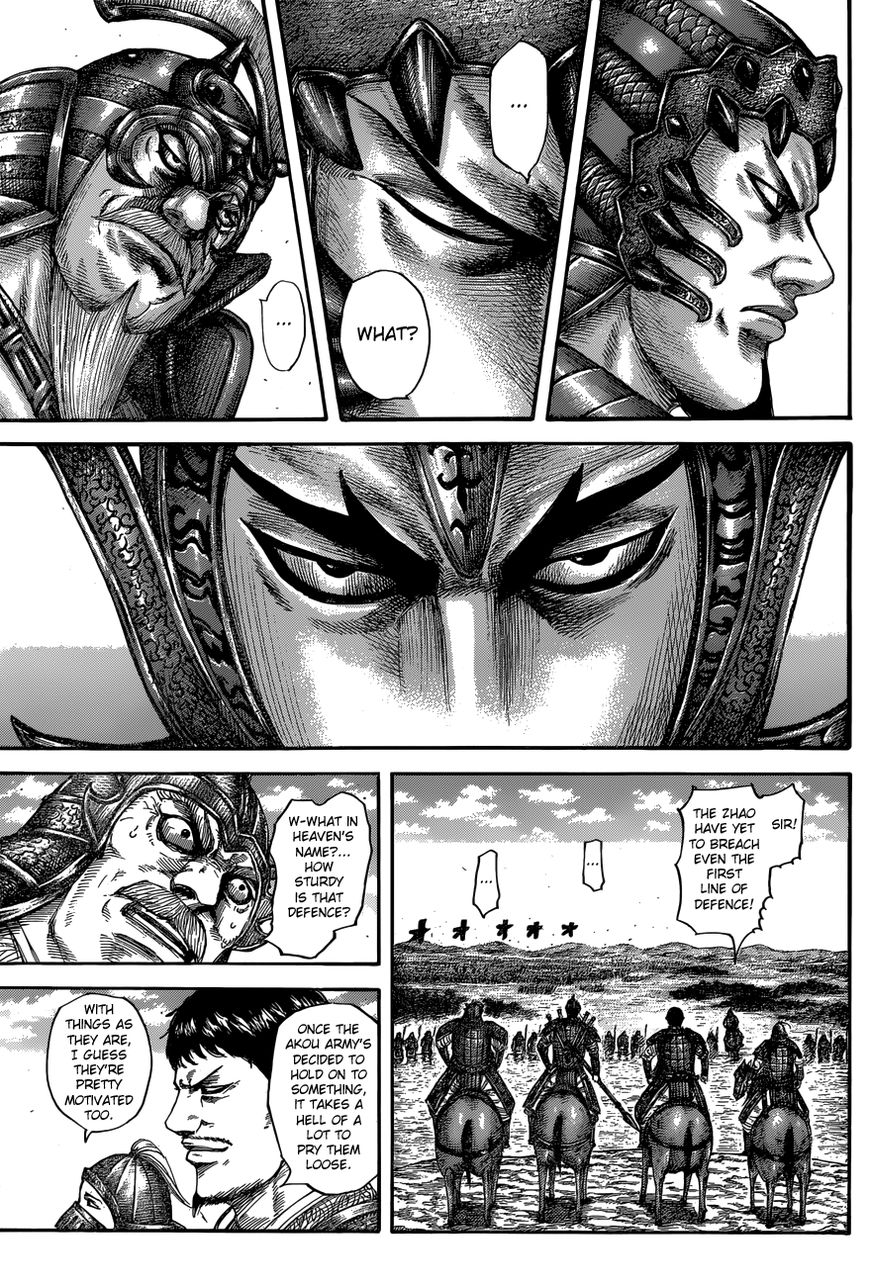 ...
...
WHAT?
...
SIR!
THE ZHAO
HAVE YET
TO BREACH
EVEN THE
FIRST
LINE OF
DEFENCE!
...
...
W-WHAT IN
HEAVEN'S
NAME?...
HOW
STURDY
IS THAT
DEFENCE?
ONCE THE
AKOU ARMY'S
DECIDED TO
HOLD ON TO
SOMETHING,
IT TAKES A
HELL OF
A LOT TO
PRY THEM
LOOSE.
WITH
THINGS AS
THEY ARE,
I GUESS
THEY'RE
PRETTY
MOTIVATED
TOO.